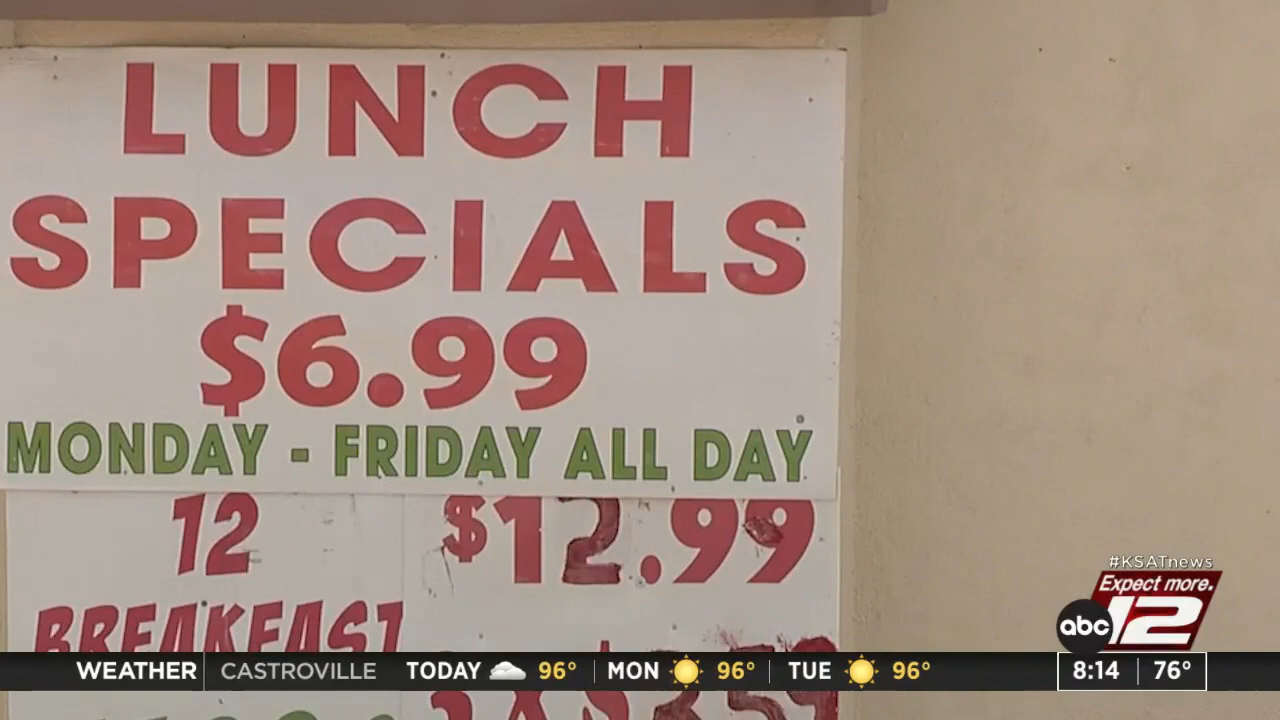 LUNCH
SPECIALS
$6.99
MONDAY - FRIDAY ALL DAY
12 $12.99
BREAKFAST
#KSATnews
Expect more.
abc 12
WEATHER CASTROVILLE TODAY 96° MON 96° TUE 96° 8:14 76°